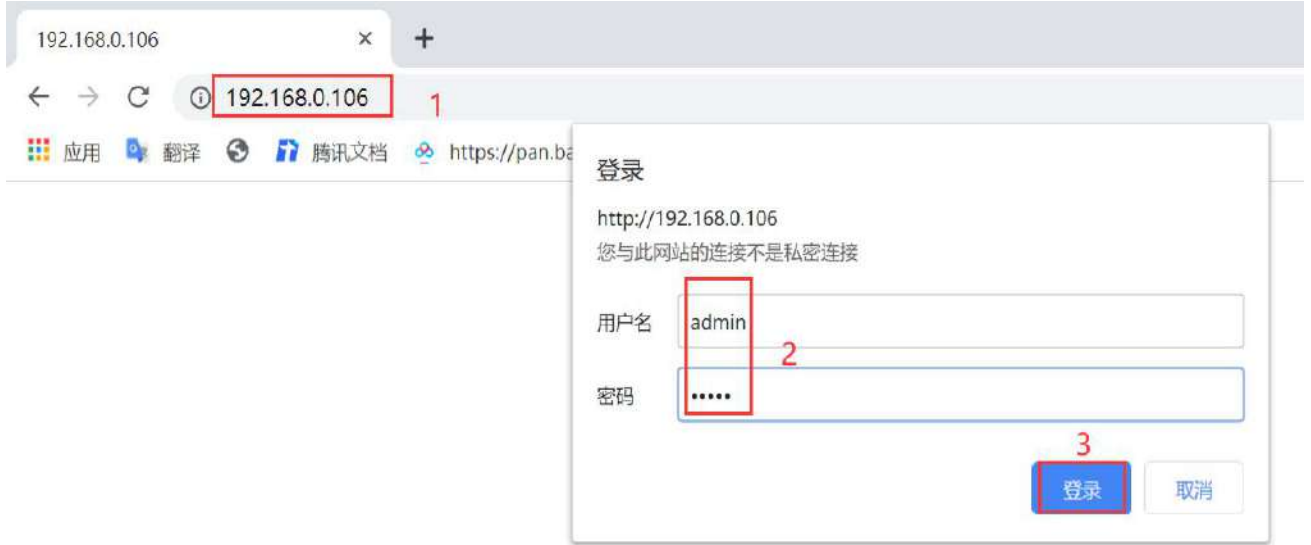 192.168.0.106
192.168.0.106 1
应用 翻译 腾讯文档 https://pan.ba
登录
http://192.168.0.106
您与此网站的连接不是私密连接
用户名 admin
2
密码 •••••
3
登录 取消